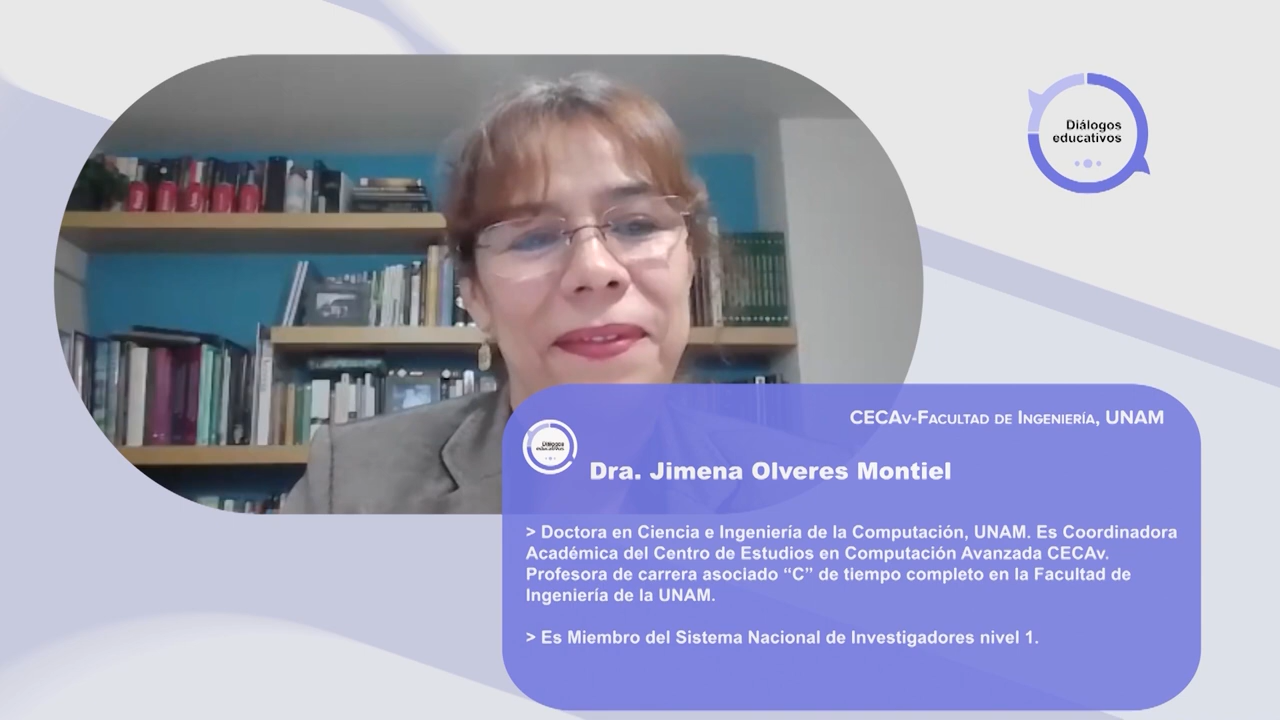 Diálogos
educativos
CECAv-Facultad de Ingeniería, UNAM
Diálogos
educativos
Dra. Jimena Olveres Montiel
> Doctora en Ciencia e Ingeniería de la Computación, UNAM. Es Coordinadora
Académica del Centro de Estudios en Computación Avanzada CECAv.
Profesora de carrera asociado “C” de tiempo completo en la Facultad de
Ingeniería de la UNAM.
> Es Miembro del Sistema Nacional de Investigadores nivel 1.